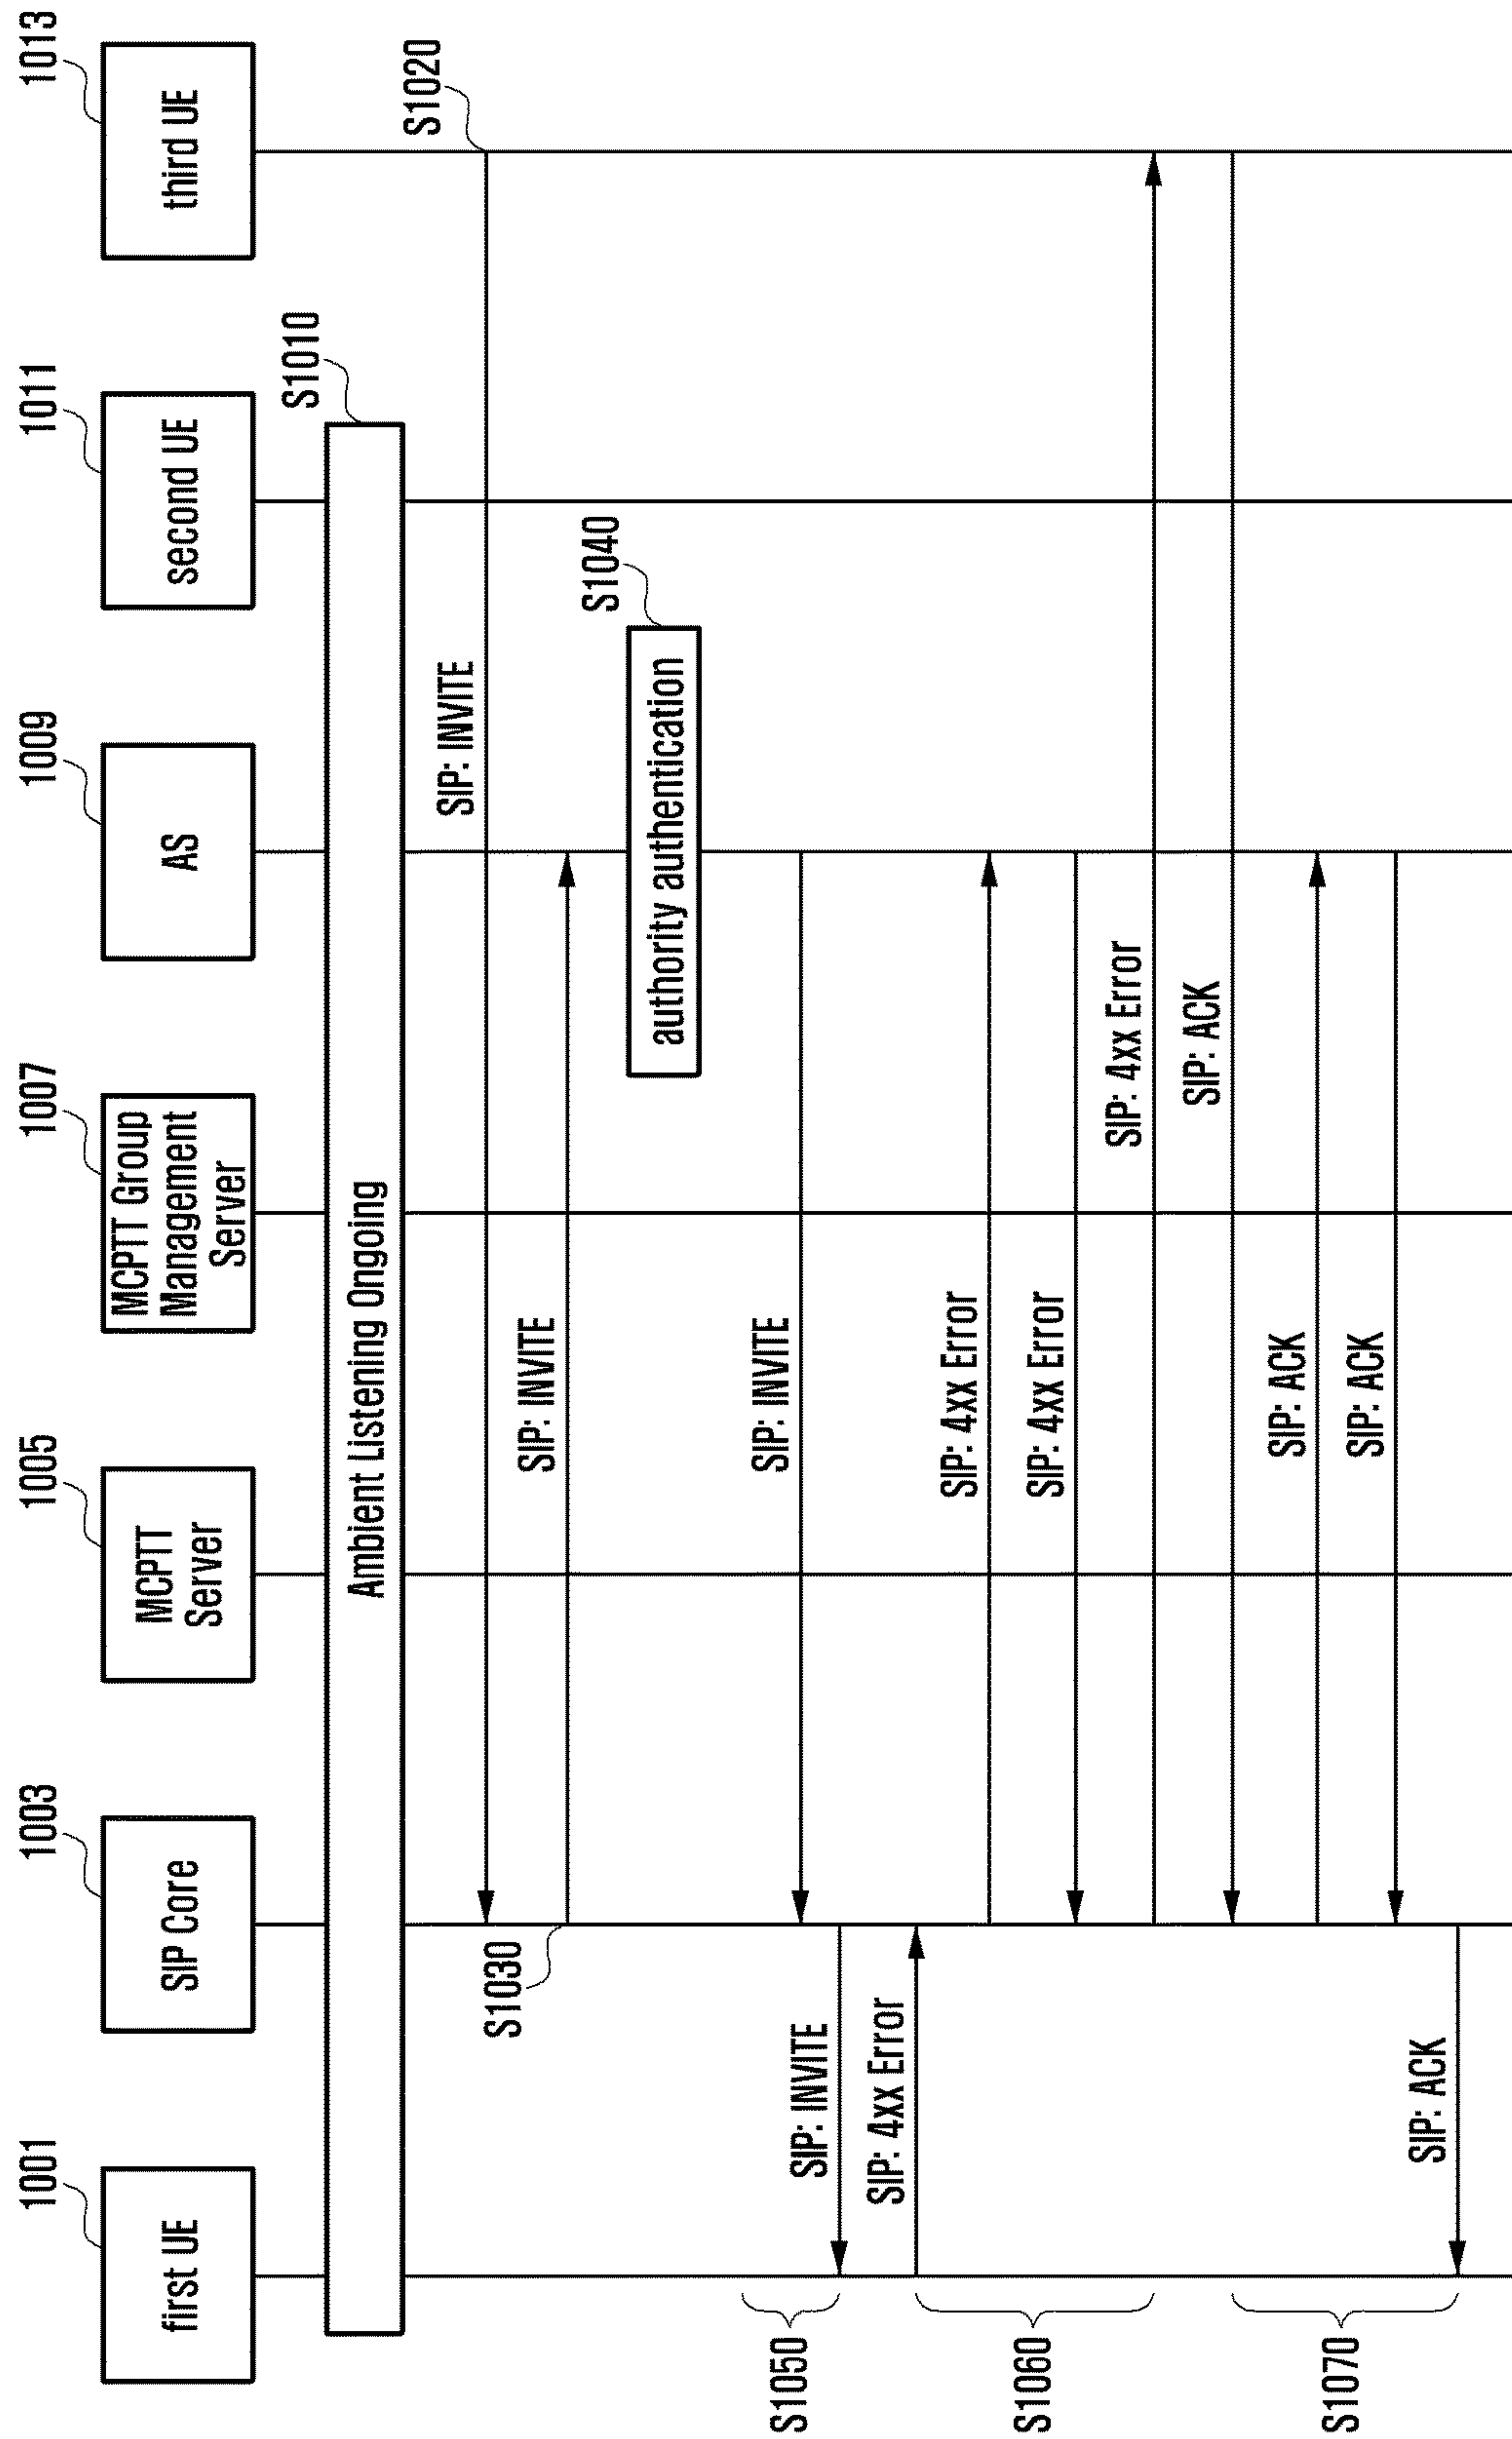 1001
1003
1005
1007
1009
1011
1013
first UE
SIP Core
MCPTT
Server
MCPTT Group
Management
Server
AS
second UE
third UE
S1010
Ambient Listening Ongoing
S1020
SIP: INVITE
S1030
SIP: INVITE
S1040
authority authentication
S1050
SIP: INVITE
SIP: INVITE
S1060
SIP: 4xx Error
SIP: 4xx Error
SIP: 4xx Error
SIP: 4xx Error
S1070
SIP: ACK
SIP: ACK
SIP: ACK
SIP: ACK